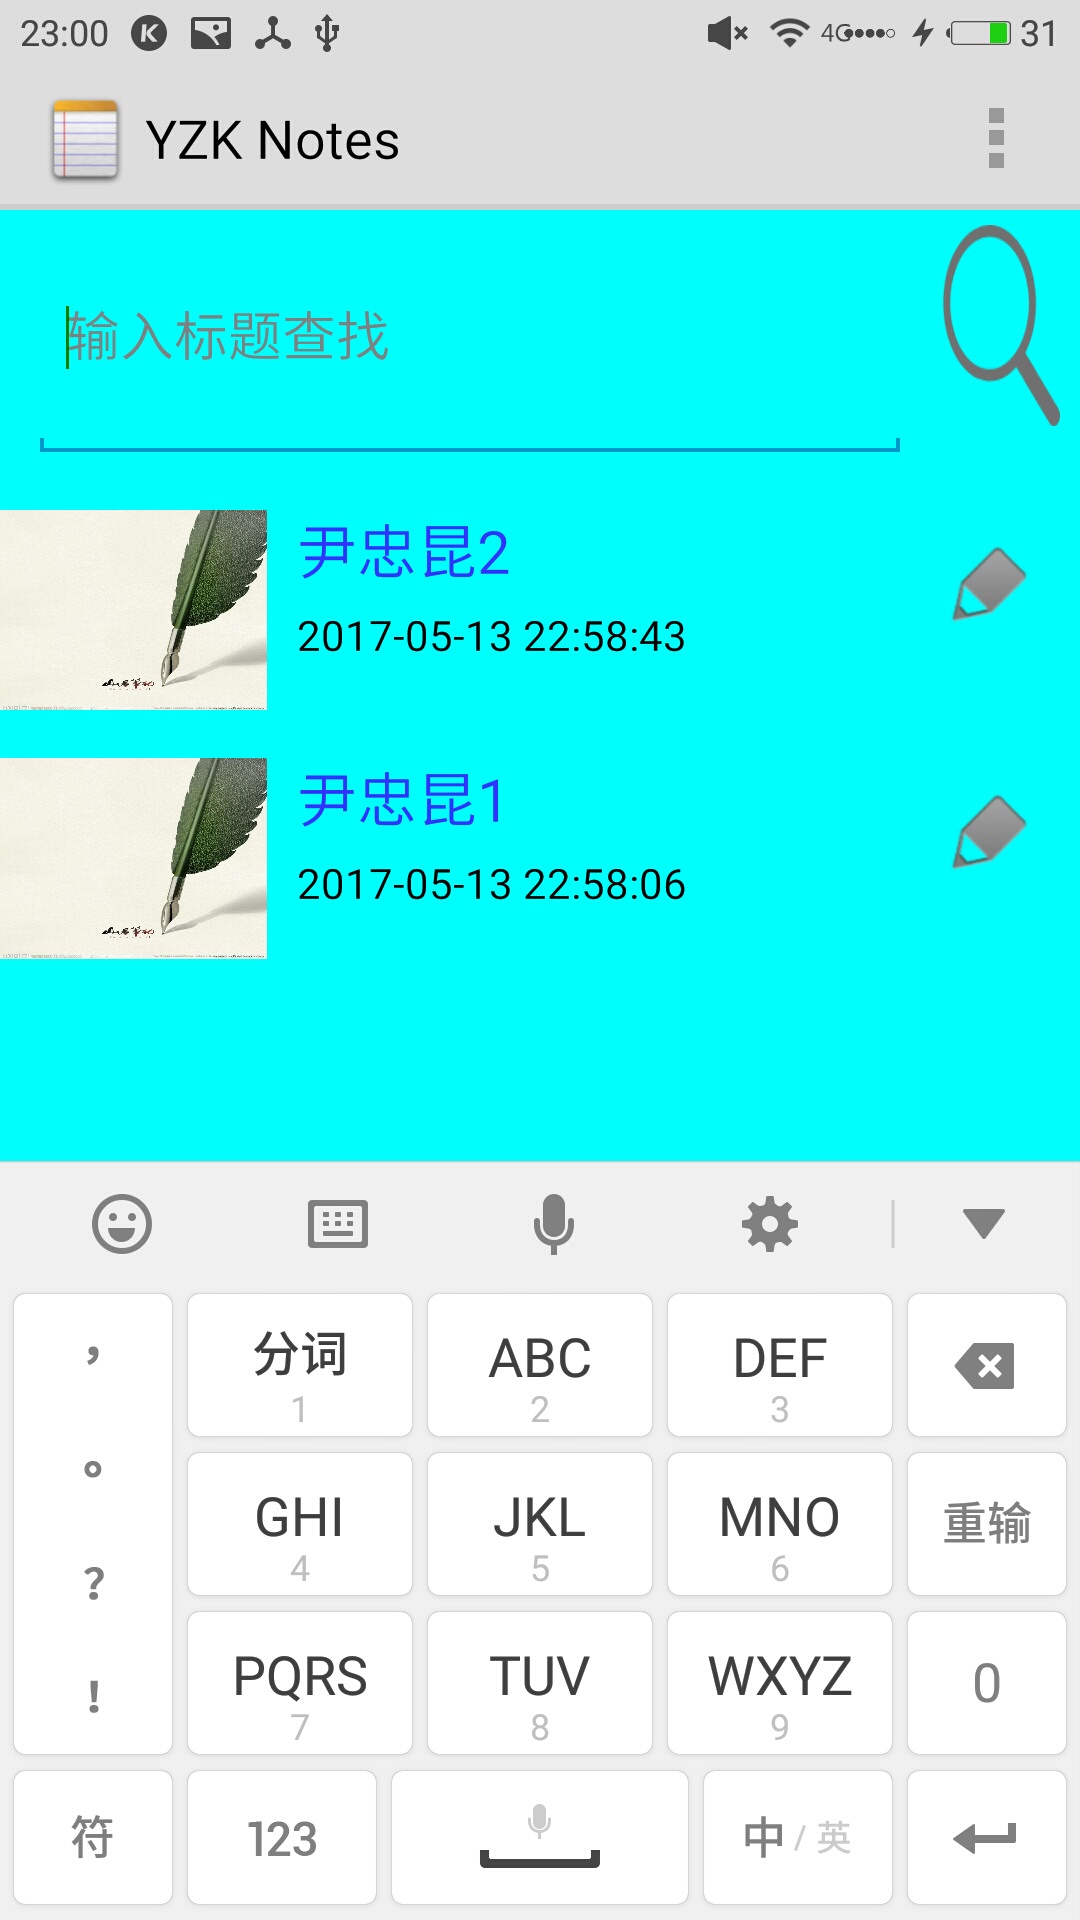 23:00 4G 31
YZK Notes
输入标题查找
尹忠昆2
2017-05-13 22:58:43
尹忠昆1
2017-05-13 22:58:06
，
。
？
！
分词 ABC DEF
1 2 3
GHI JKL MNO 重输
4 5 6
PQRS TUV WXYZ 0
7 8 9
符 123 中 / 英